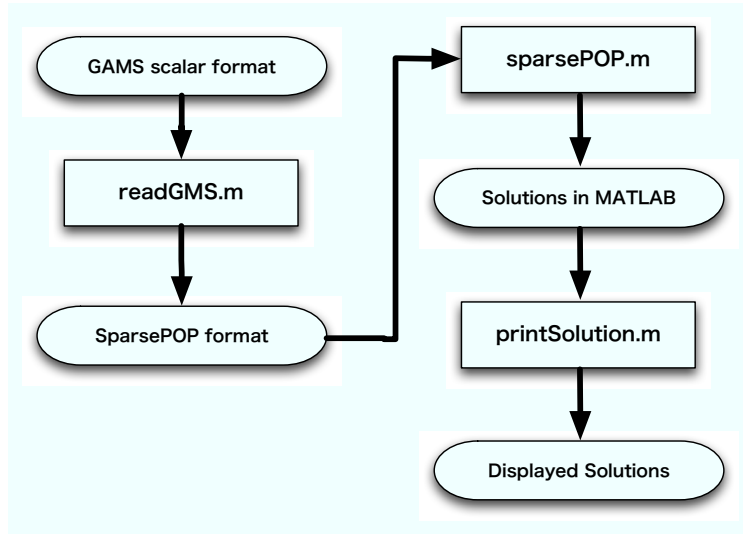 GAMS scalar format
readGMS.m
SparsePOP format
sparsePOP.m
Solutions in MATLAB
printSolution.m
Displayed Solutions